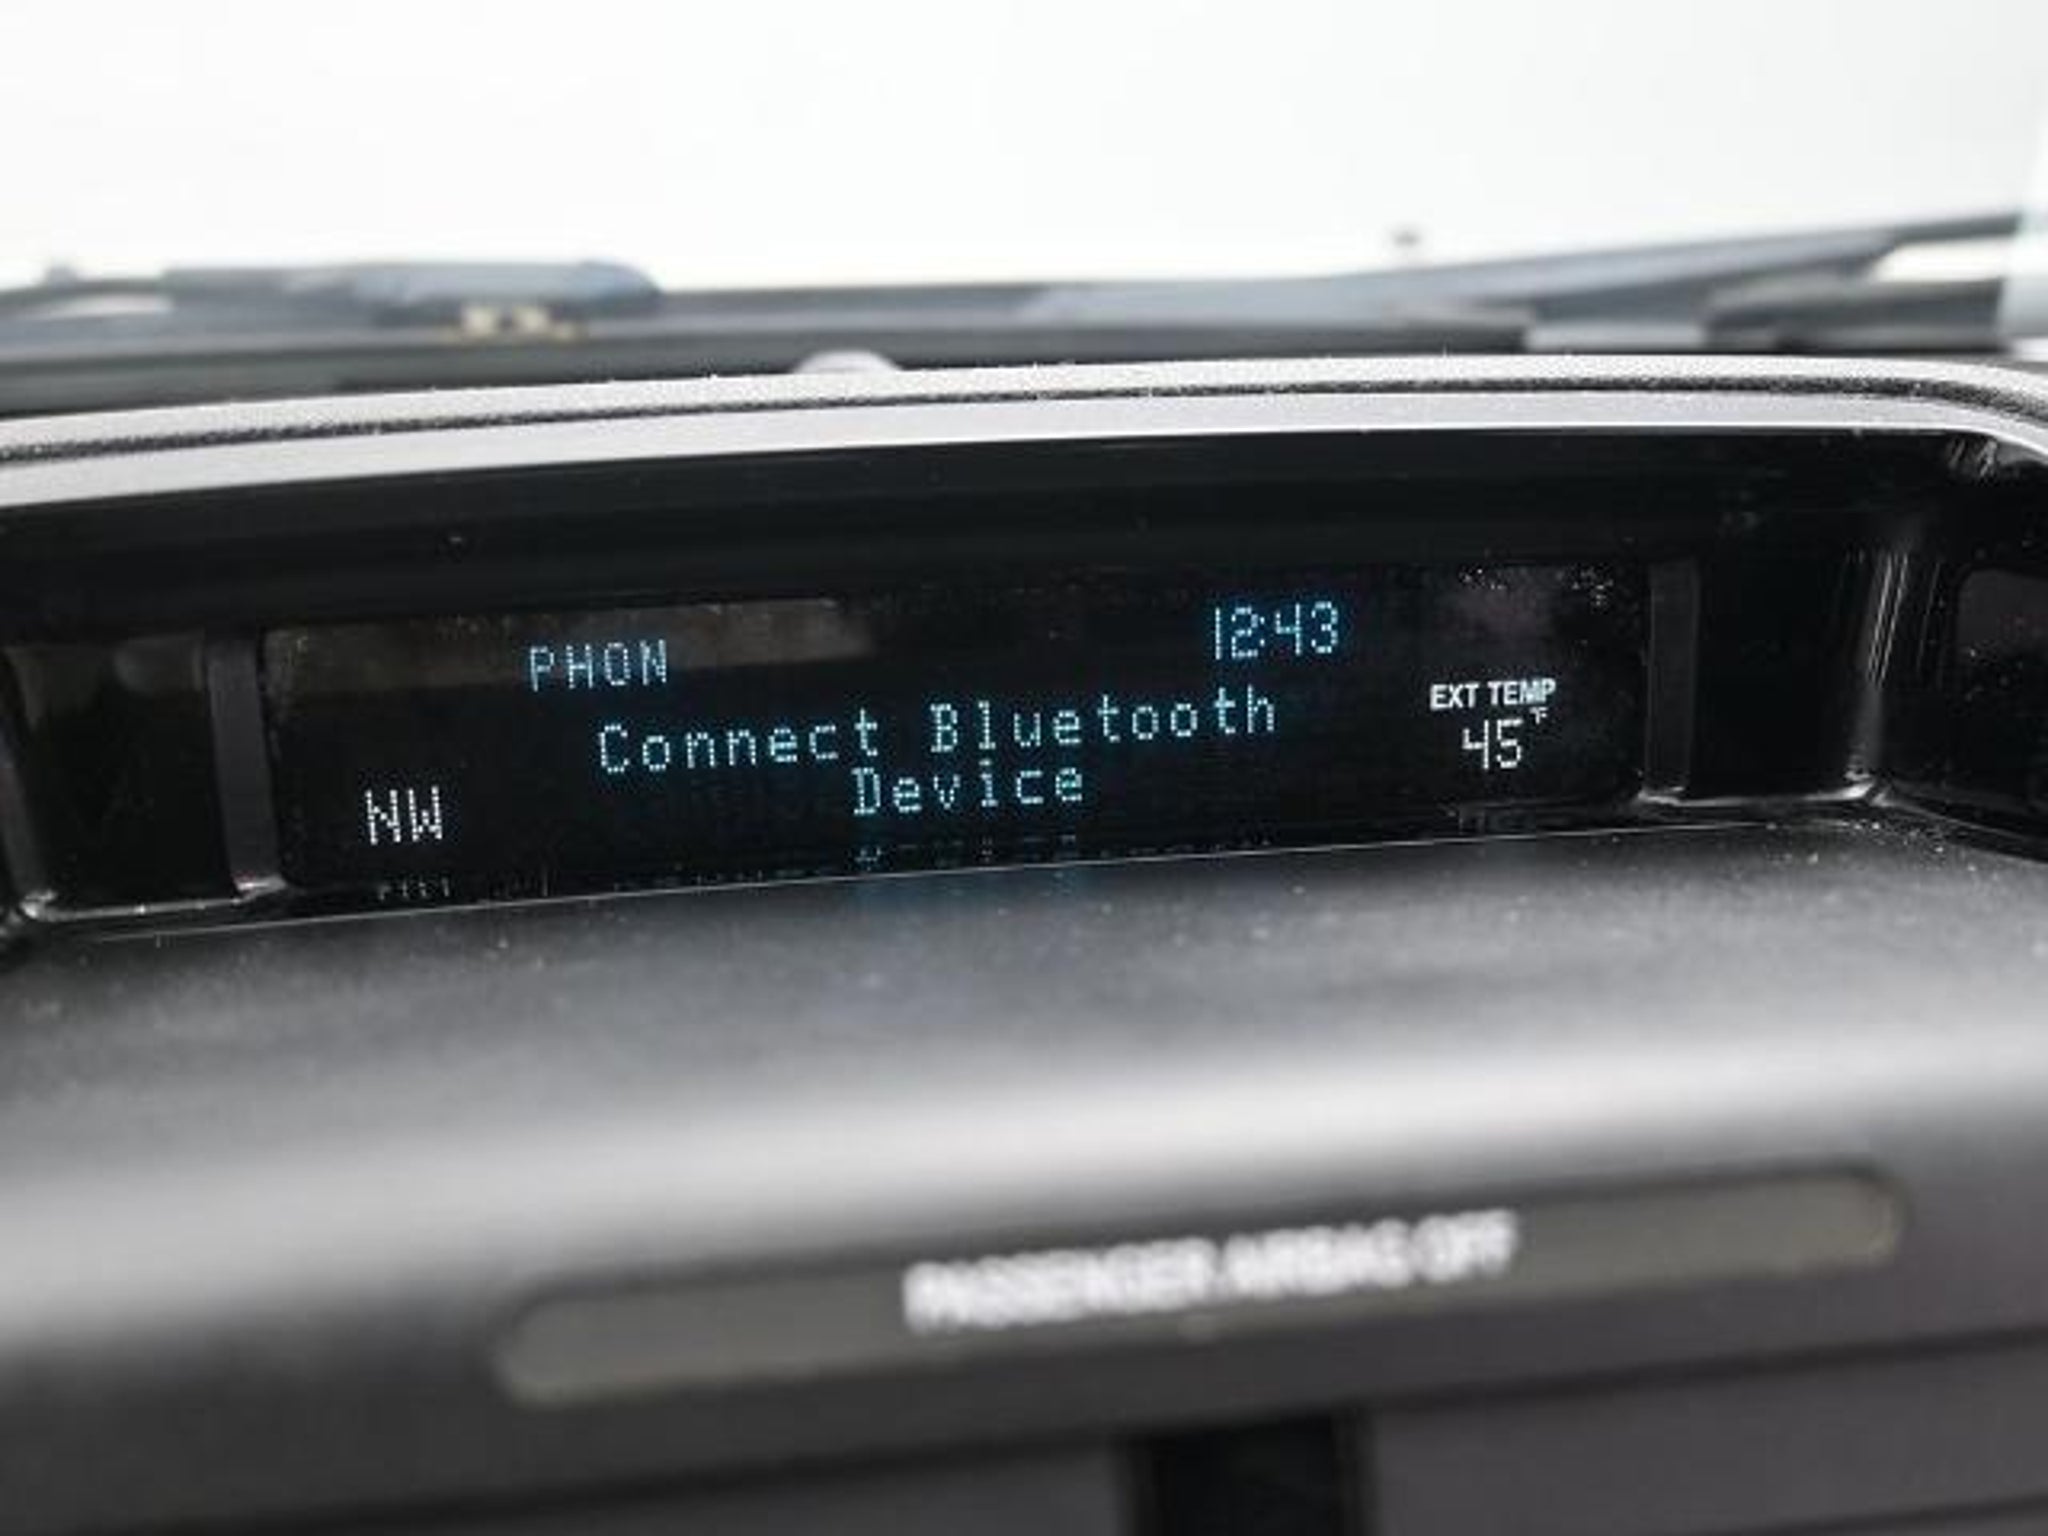 PHON 12:43
Connect Bluetooth
EXT TEMP
45°F
Device
NW
PASSENGER AIRBAG OFF